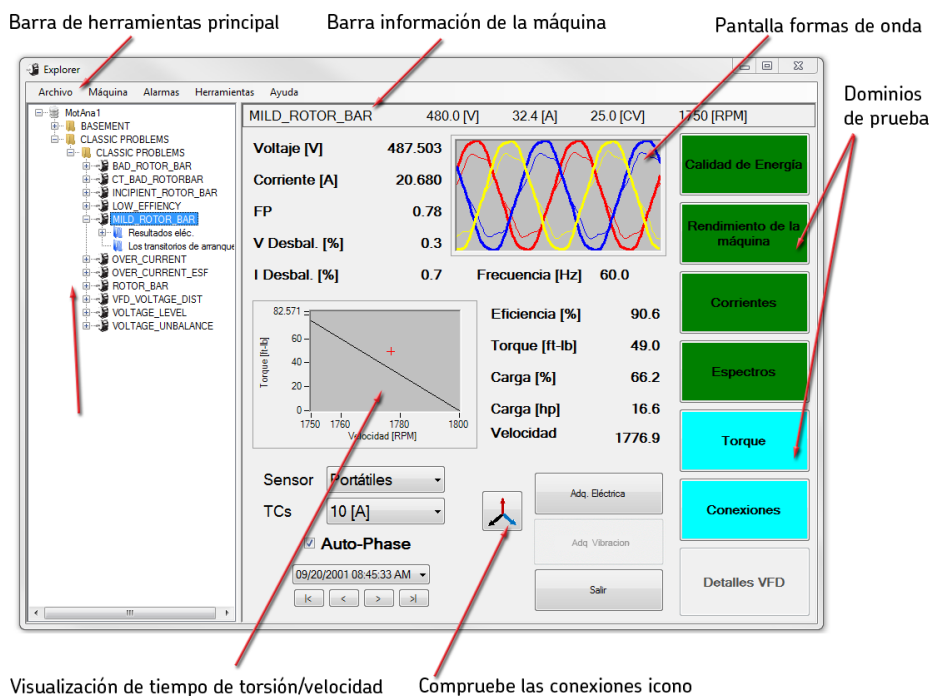 Barra de herramientas principal
Barra información de la máquina
Pantalla formas de onda
Explorer
Archivo Máquina Alarmas Herramientas Ayuda
Dominios
de prueba
MotAna1
BASEMENT
CLASSIC PROBLEMS
CLASSIC PROBLEMS
BAD_ROTOR_BAR
CT_BAD_ROTORBAR
INCIPIENT_ROTOR_BAR
LOW_EFFIENCY
MILD_ROTOR_BAR
Resultados eléc.
Los transitorios de arranque
OVER_CURRENT
OVER_CURRENT_ESF
ROTOR_BAR
VFD_VOLTAGE_DIST
VOLTAGE_LEVEL
VOLTAGE_UNBALANCE
MILD_ROTOR_BAR 480.0 [V] 32.4 [A] 25.0 [CV] 1750 [RPM]
Voltaje [V] 487.503
Corriente [A] 20.680
FP 0.78
V Desbal. [%] 0.3
I Desbal. [%] 0.7
Frecuencia [Hz] 60.0
82.571
60
40
20
0
Torque [ft-lb]
1750 1760 1780 1800
Velocidad [RPM]
Eficiencia [%] 90.6
Torque [ft-lb] 49.0
Carga [%] 66.2
Carga [hp] 16.6
Velocidad 1776.9
Calidad de Energía
Rendimiento de la
máquina
Corrientes
Espectros
Torque
Conexiones
Detalles VFD
Sensor Portátiles
TCs 10 [A]
Auto-Phase
09/20/2001 08:45:33 AM
|< < > >|
Adq. Eléctrica
Adq Vibracion
Salir
Visualización de tiempo de torsión/velocidad
Compruebe las conexiones icono